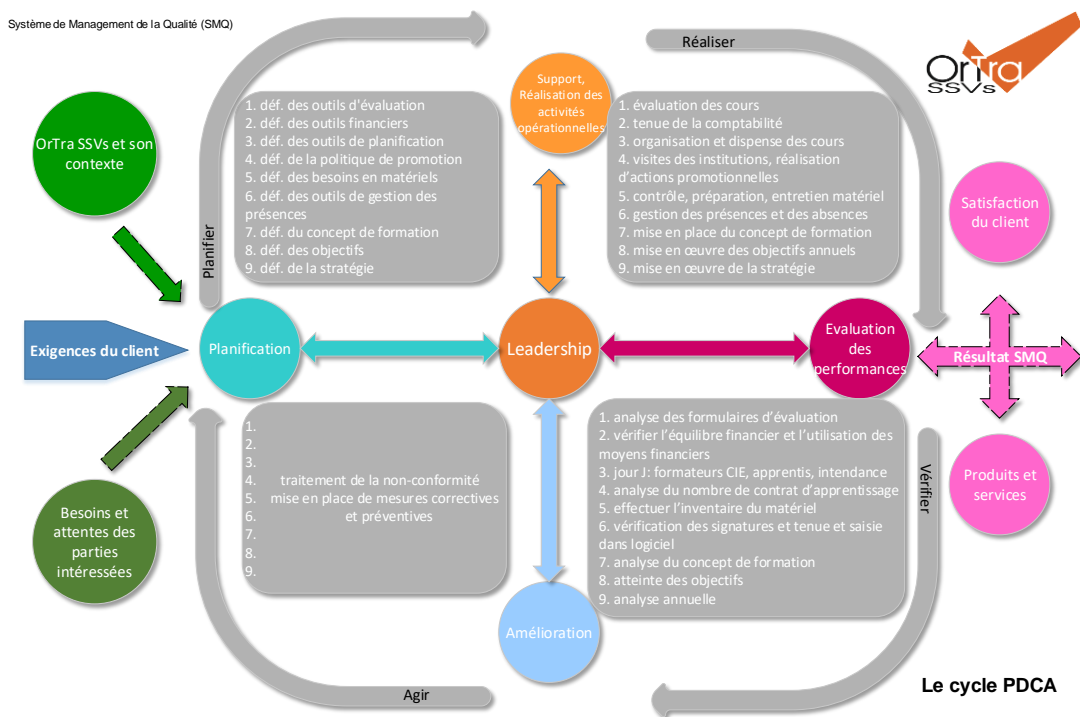 Système de Management de la Qualité (SMQ)
Réaliser
OrTra
SSVs
Support,
Réalisation des
activités
opérationnelles
OrTra SSVs et son
contexte
1. déf. des outils d'évaluation
2. déf. des outils financiers
3. déf. des outils de planification
4. déf. de la politique de promotion
5. déf. des besoins en matériels
6. déf. des outils de gestion des
présences
7. déf. du concept de formation
8. déf. des objectifs
9. déf. de la stratégie
1. évaluation des cours
2. tenue de la comptabilité
3. organisation et dispense des cours
4. visites des institutions, réalisation
d’actions promotionnelles
5. contrôle, préparation, entretien matériel
6. gestion des présences et des absences
7. mise en place du concept de formation
8. mise en œuvre des objectifs annuels
9. mise en œuvre de la stratégie
Satisfaction
du client
Planifier
Exigences du client
Planification
Leadership
Evaluation
des
performances
Résultat SMQ
1.
2.
3.
4.
5.
6.
7.
8.
9.
traitement de la non-conformité
mise en place de mesures correctives
et préventives
1. analyse des formulaires d’évaluation
2. vérifier l’équilibre financier et l’utilisation des
moyens financiers
3. jour J: formateurs CIE, apprentis, intendance
4. analyse du nombre de contrat d’apprentissage
5. effectuer l’inventaire du matériel
6. vérification des signatures et tenue et saisie
dans logiciel
7. analyse du concept de formation
8. atteinte des objectifs
9. analyse annuelle
Vérifier
Produits et
services
Besoins et
attentes des
parties
intéressées
Amélioration
Agir
Le cycle PDCA